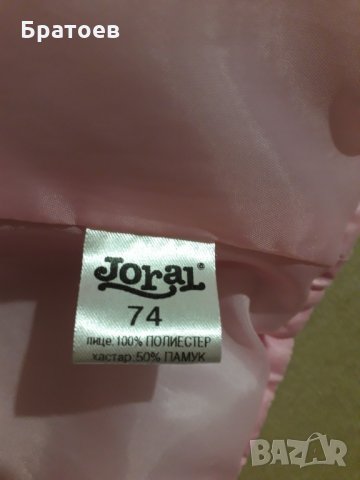 Братоев
Joral®
74
лице: 100% ПОЛИЕСТЕР
хастар: 50% ПАМУК
BAZAR